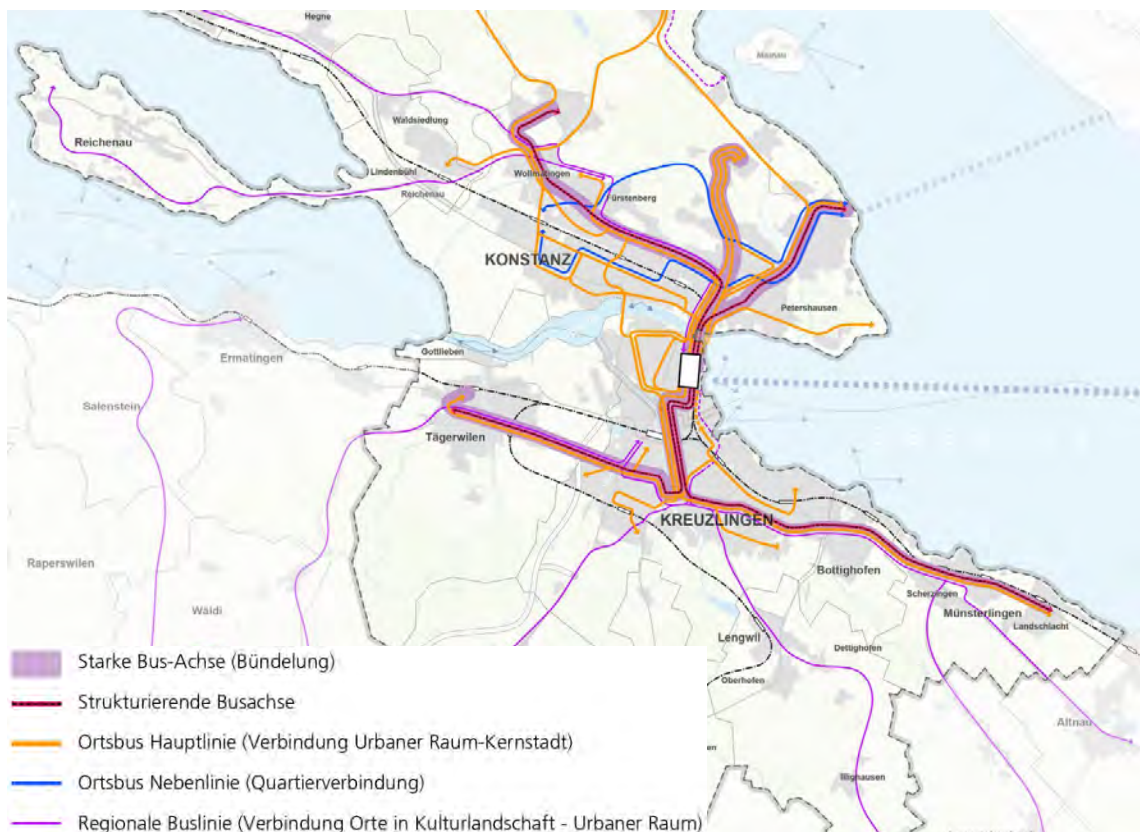 Hegne
Mainau
Waldsiedlung
Reichenau
Lindenbühl
Wollmatingen
Reichenau
Fürstenberg
KONSTANZ
Petershausen
Gottlieben
Ermatingen
Salenstein
Tägerwilen
KREUZLINGEN
Raperswilen
Bottighofen
Wäldi
Scherzingen
Münsterlingen
Landschlacht
Lengwil
Dettighofen
Oberhofen
Altnau
Illighausen
Starke Bus-Achse (Bündelung)
Strukturierende Busachse
Ortsbus Hauptlinie (Verbindung Urbaner Raum-Kernstadt)
Ortsbus Nebenlinie (Quartierverbindung)
Regionale Buslinie (Verbindung Orte in Kulturlandschaft - Urbaner Raum)